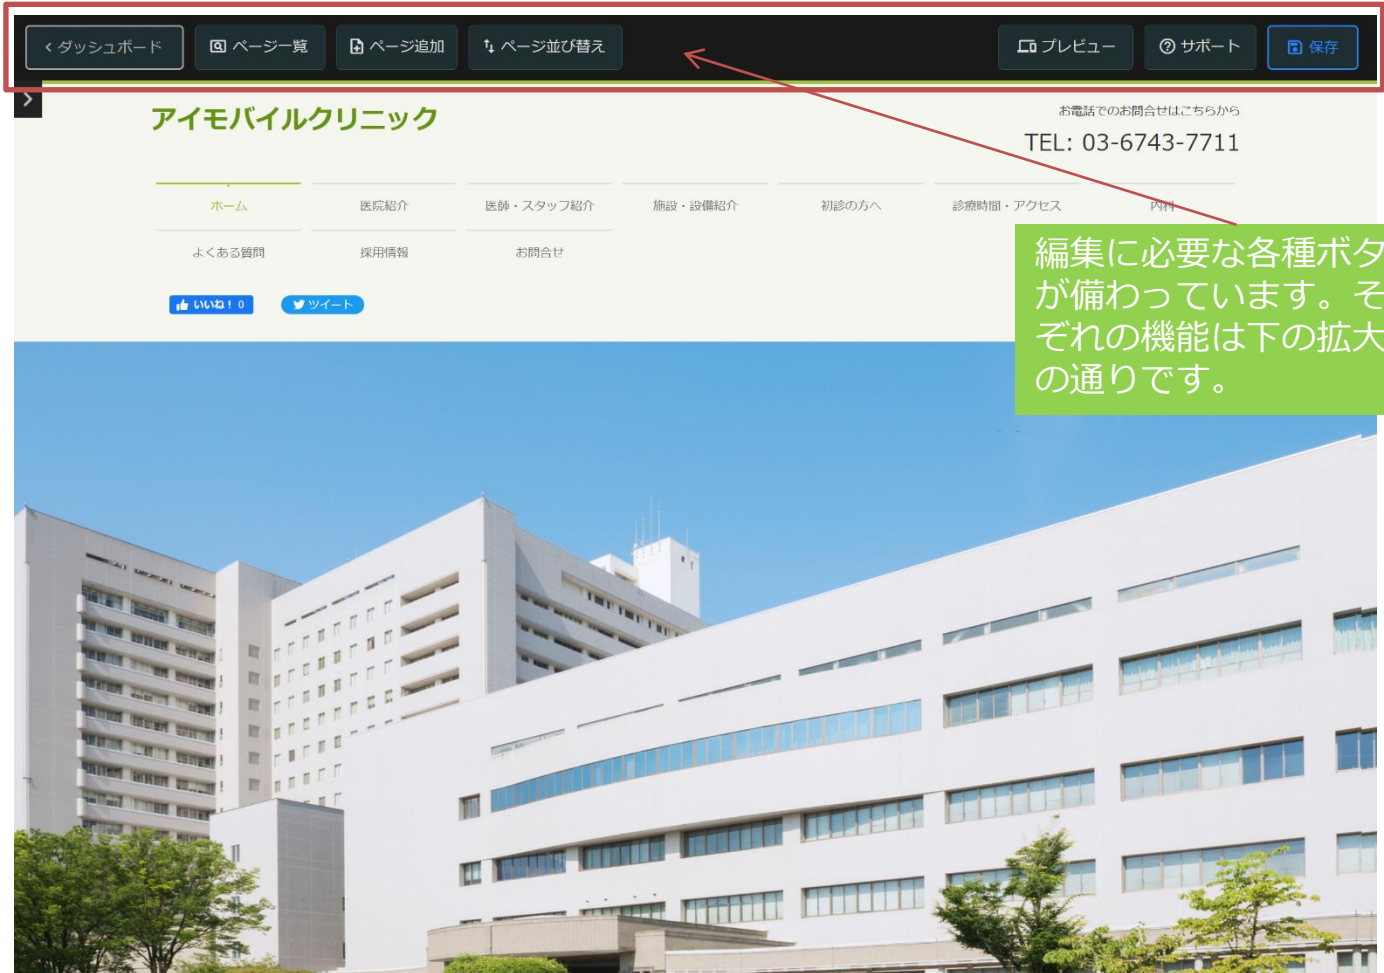 ダッシュボード ページ一覧 ページ追加 ページ並び替え プレビュー サポート 保存
アイモバイルクリニック
お電話でのお問合せはこちらから
TEL: 03-6743-7711
ホーム 医院紹介 医師・スタッフ紹介 施設・設備紹介 初診の方へ 診療時間・アクセス 内科
よくある質問 採用情報 お問合せ
いいね！ 0 ツイート
編集に必要な各種ボタ
が備わっています。そ
ぞれの機能は下の拡大
の通りです。